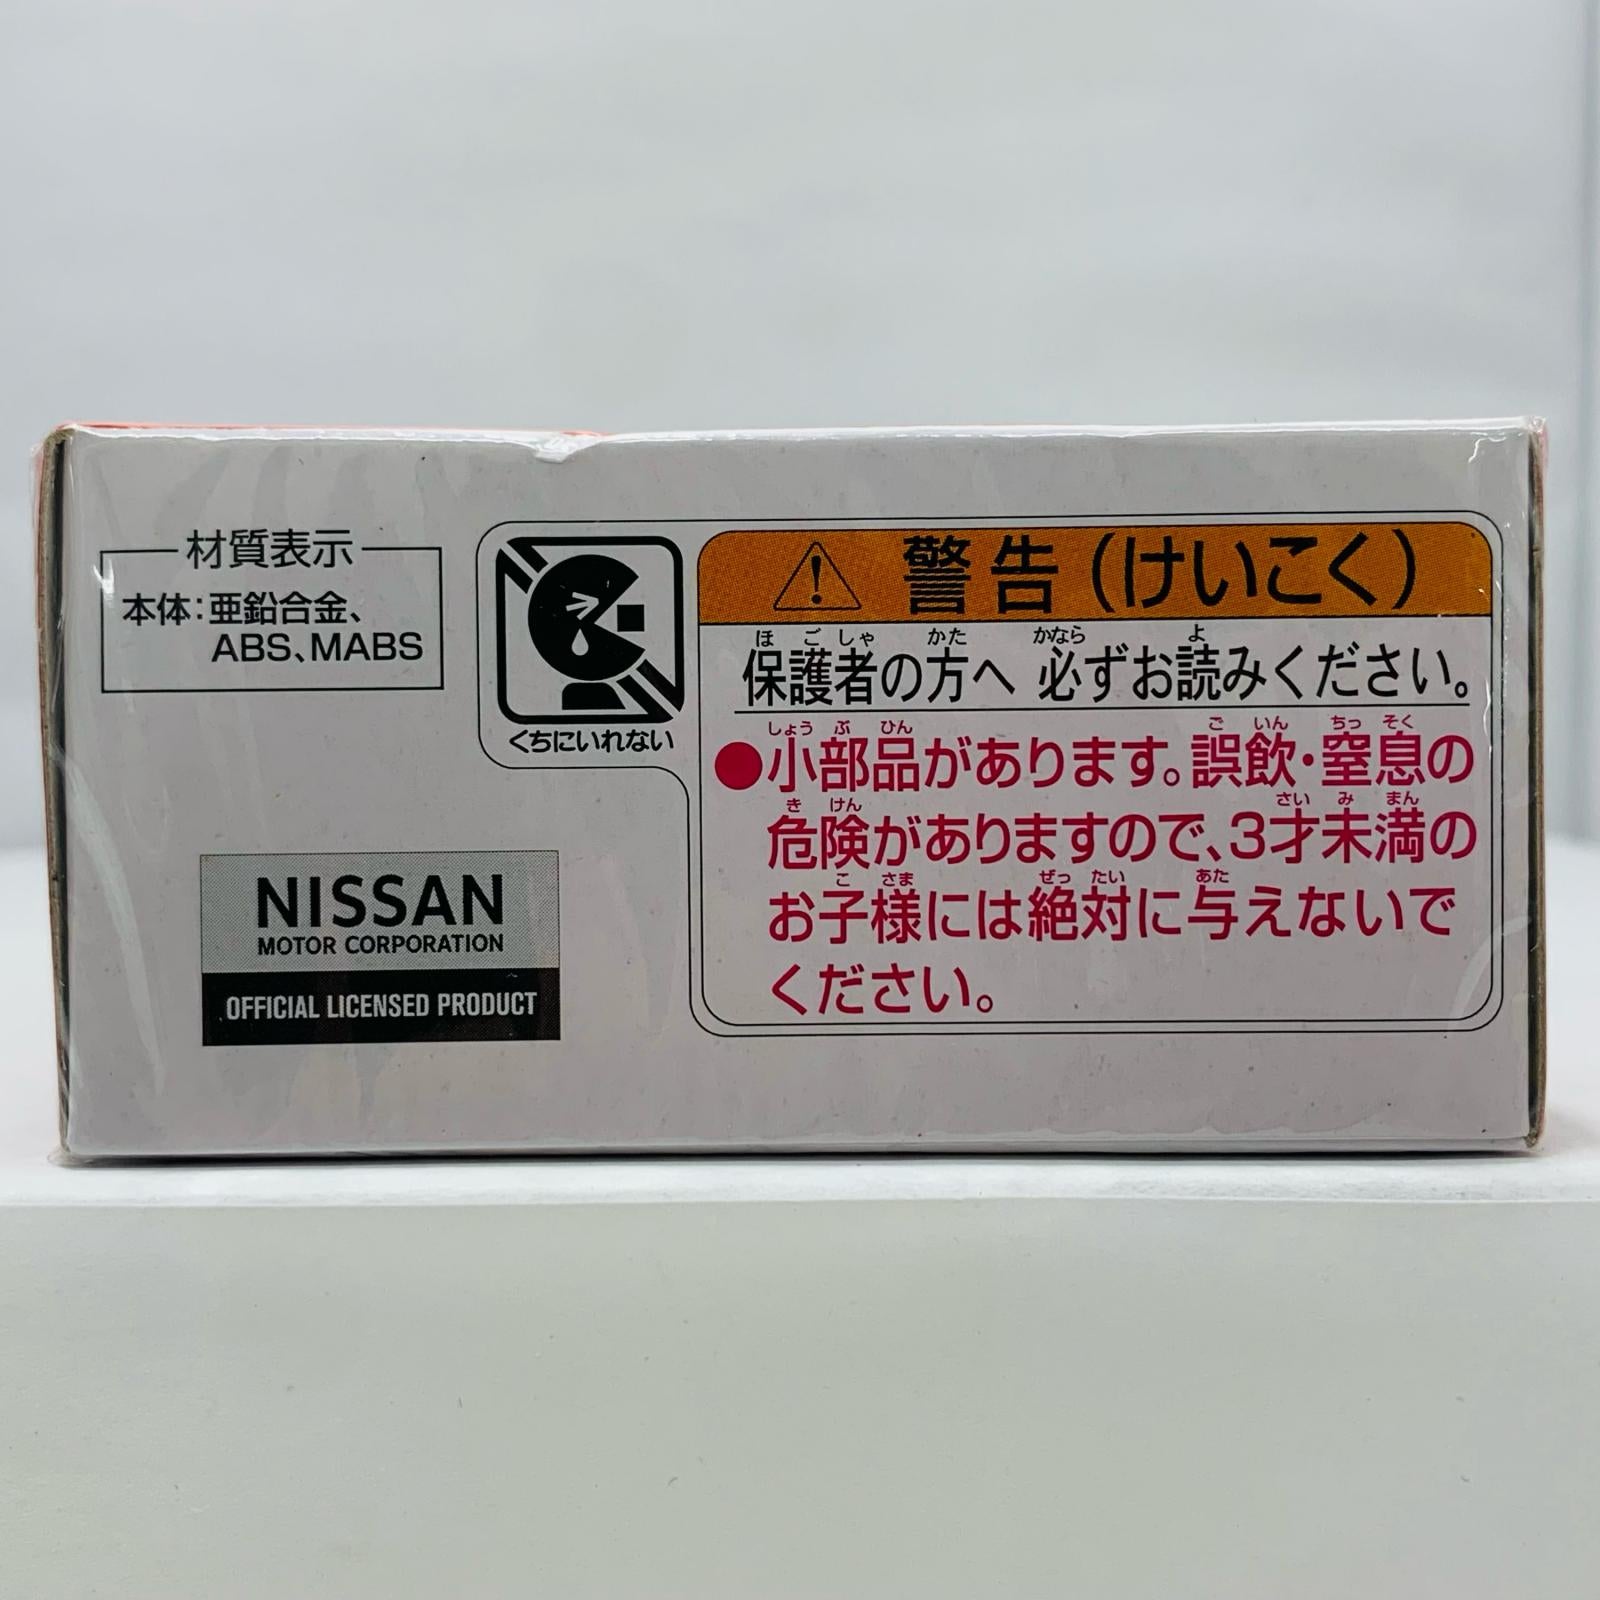 材質表示
本体：亜鉛合金、
ABS、MABS
くちにいれない
NISSAN
MOTOR CORPORATION
OFFICIAL LICENSED PRODUCT
警告（けいこく）
ほごしゃ かた かなら よ
保護者の方へ 必ずお読みください。
しょうぶひん ごいん ちっそく
●小部品があります。誤飲・窒息の
きけん さいみまん
危険がありますので、3才未満の
こさま ぜったい あた
お子様には絶対に与えないで
ください。